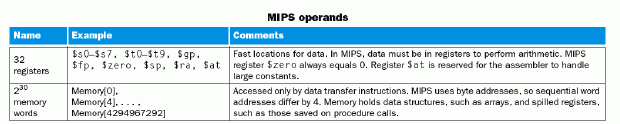 MIPS operands
Name Example Comments
32 registers
$s0–$s7, $t0–$t9, $gp,
$fp, $zero, $sp, $ra, $at
Fast locations for data. In MIPS, data must be in registers to perform arithmetic. MIPS
register $zero always equals 0. Register $at is reserved for the assembler to handle
large constants.
2³⁰
memory
words
Memory[0],
Memory[4], . . . ,
Memory[4294967292]
Accessed only by data transfer instructions. MIPS uses byte addresses, so sequential word
addresses differ by 4. Memory holds data structures, such as arrays, and spilled registers,
such as those saved on procedure calls.